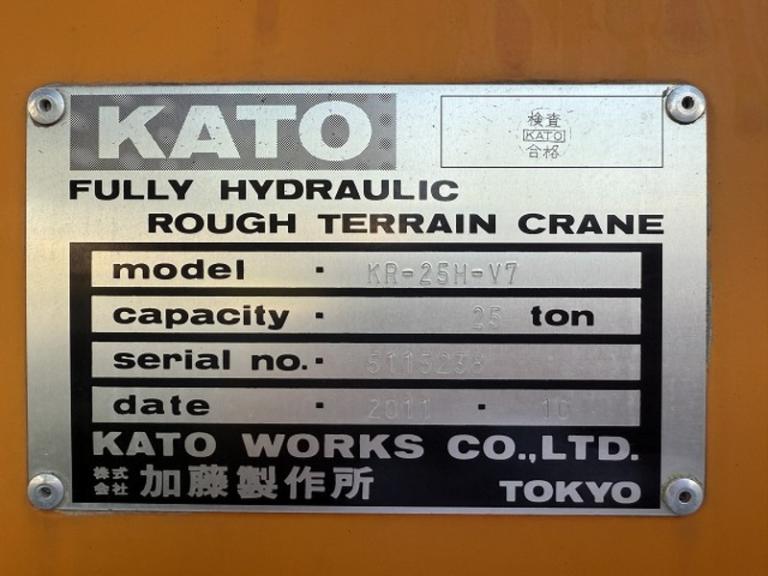 KATO
検査
KATO
合格
FULLY HYDRAULIC
ROUGH TERRAIN CRANE
model · KR-25H-V7
capacity · 25 ton
serial no. · 5115238
date · 2011 · 10
KATO WORKS CO.,LTD.
株式会社 加藤製作所 TOKYO